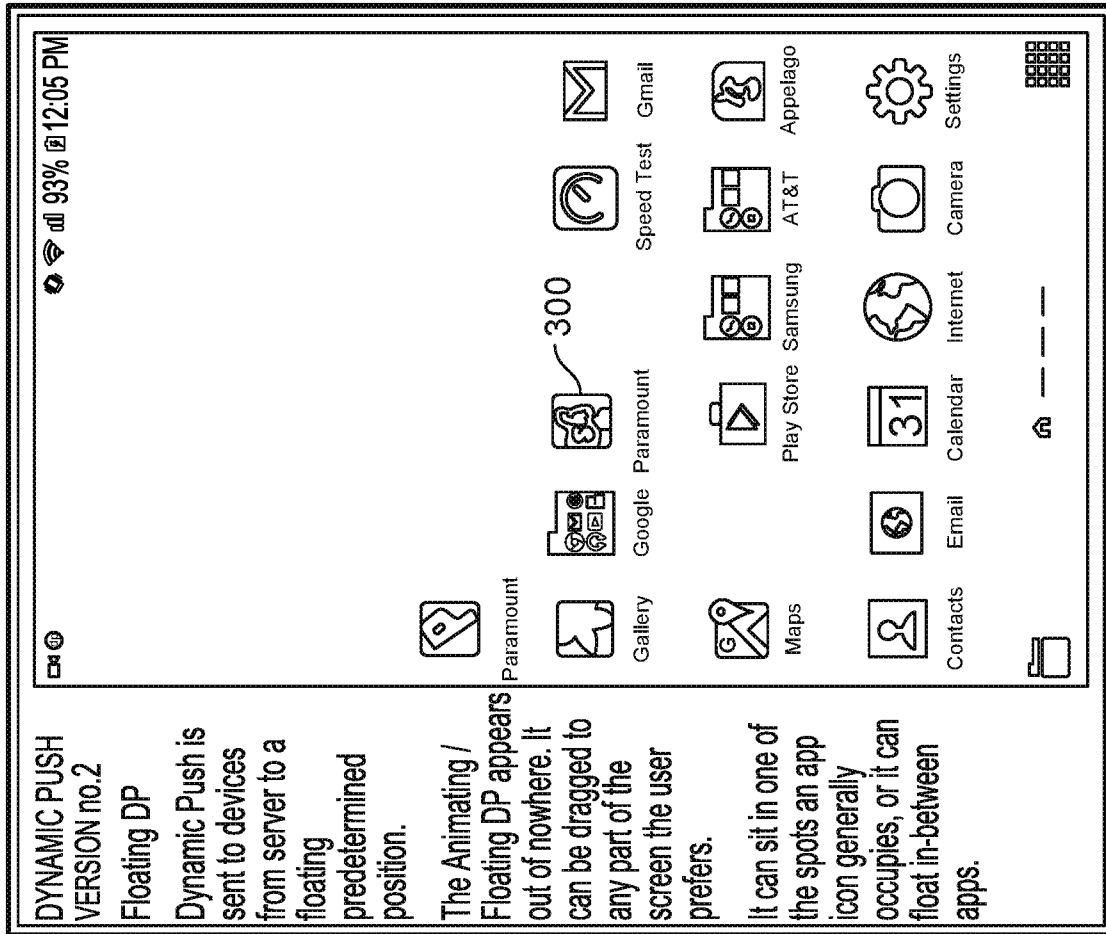 DYNAMIC PUSH
VERSION no.2
Floating DP
Dynamic Push is
sent to devices
from server to a
floating
predetermined
position.
The Animating /
Floating DP appears
out of nowhere. It
can be dragged to
any part of the
screen the user
prefers.
It can sit in one of
the spots an app
icon generally
occupies, or it can
float in-between
apps.
93% 12:05 PM
Paramount
300
Gallery Google Paramount Speed Test Gmail
G
Maps Play Store Samsung AT&T Appelago
31
Contacts Email Calendar Internet Camera Settings